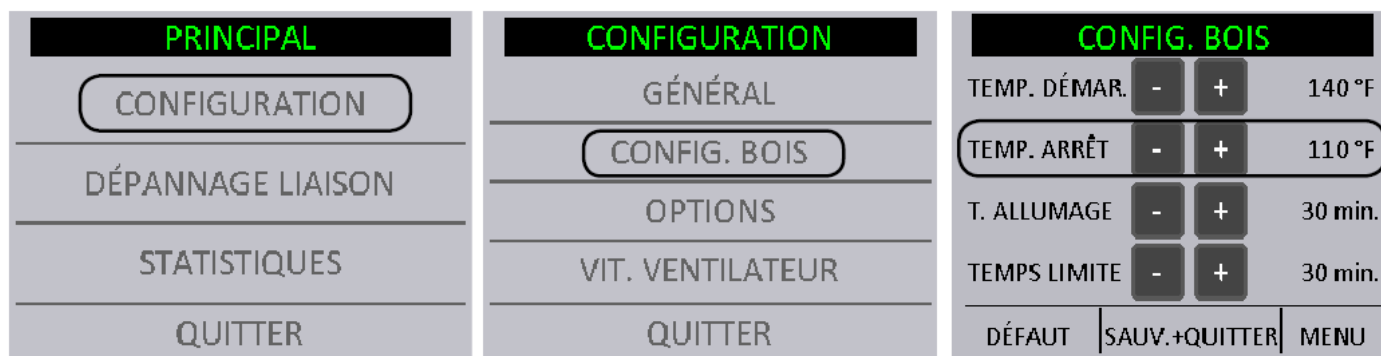 PRINCIPAL
CONFIGURATION
DÉPANNAGE LIAISON
STATISTIQUES
QUITTER
CONFIGURATION
GÉNÉRAL
CONFIG. BOIS
OPTIONS
VIT. VENTILATEUR
QUITTER
CONFIG. BOIS
TEMP. DÉMAR. - + 140 °F
TEMP. ARRÊT - + 110 °F
T. ALLUMAGE - + 30 min.
TEMPS LIMITE - + 30 min.
DÉFAUT SAUV.+QUITTER MENU